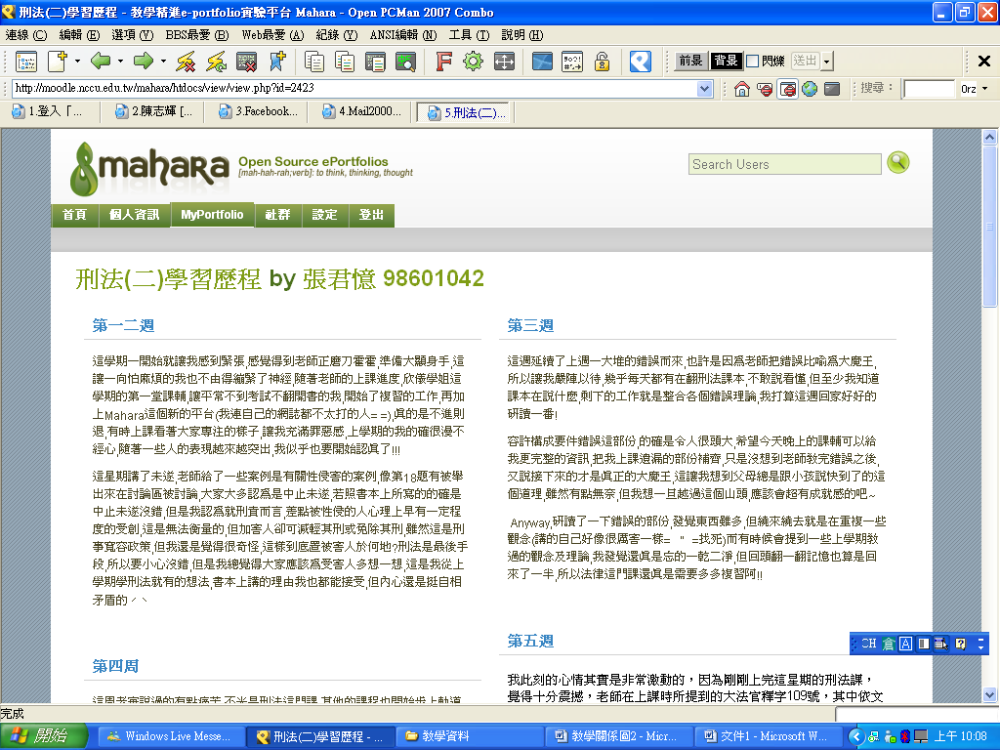 刑法(二)學習歷程 - 教學精進e-portfolio實驗平台 Mahara - Open PCMan 2007 Combo
連線 (C) 編輯 (E) 選項 (V) BBS最愛 (B) Web最愛 (A) 紀錄 (Y) ANSI編輯 (N) 工具 (T) 說明 (H)
前景 背景 閃爍 送出
http://moodle.nccu.edu.tw/mahara/htdocs/view/view.php?id=2423
搜尋： Orz
1.登入「... 2.陳志輝 [... 3.Facebook... 4.Mail2000... 5.刑法(二)...
mahara
Open Source ePortfolios
[mah-hah-rah;verb]: to think, thinking, thought
Search Users
首頁 個人資訊 MyPortfolio 社群 設定 登出
刑法(二)學習歷程 by 張君憶 98601042
第一二週
這學期一開始就讓我感到緊張,感覺得到老師正磨刀霍霍,準備大顯身手,這
讓一向怕麻煩的我也不由得繃緊了神經,隨著老師的上課進度,欣儀學姐這
學期的第一堂課輔,讓平常不到考試不翻開書的我,開始了複習的工作,再加
上Mahara這個新的平台(我連自己的網誌都不太打的人= =),真的是不進則
退,有時上課看著大家專注的樣子,讓我充滿罪惡感,上學期的我的確很漫不
經心,隨著一些人的表現越來越突出,我似乎也要開始認真了!!!
這星期講了未遂,老師給了一些案例是有關性侵害的案例,像第18題有被學
出來在討論區被討論,大家大多認為是中止未遂,若照書本上所寫的的確是
中止未遂沒錯,但是我認為就刑責而言,差點被性侵的人心理上早有一定程
度的受創,這是無法衡量的,但加害人卻可減輕其刑或免除其刑,雖然這是刑
事寬容政策,但我還是覺得很奇怪,這樣到底置被害人於何地?刑法是最後手
段,所以要小心沒錯,但是我總覺得大家應該為受害人多想一想,這是我從上
學期學刑法就有的想法,書本上講的理由我也都能接受,但內心還是挺自相
矛盾的ㄏㄟ
第四周
這周老實說過的有點痛苦,不光是刑法這門課,其他的課程也開始步上軌道
第三週
這週延續了上週一大堆的錯誤而來,也許是因為老師把錯誤比喻為大魔王,
所以讓我嚴陣以待,幾乎每天都有在翻刑法課本,不敢說看懂,但至少我知道
課本在說什麼,剩下的工作就是整合各個錯誤理論,我打算這週回家好好的
研讀一番!
容許構成要件錯誤這部份,的確是令人很頭大,希望今天晚上的課輔可以給
我更完整的資訊,把我上課遺漏的部份補齊,只是沒想到老師教完錯誤之後,
又說接下來的才是真正的大魔王,這讓我想到父母總是跟小孩說快到了的這
個道理,雖然有點無奈,但我想一旦越過這個山頭,應該會超有成就感的吧~
Anyway,研讀了一下錯誤的部份,發覺東西雖多,但繞來繞去就是在重複一些
觀念(講的自己好像很厲害一樣= " =找死)而有時候會提到一些上學期教
過的觀念及理論,我發覺還真是忘的一乾二淨,但回頭翻一翻記憶也算是回
來了一半,所以法律這門課還真是需要多多複習阿!!
第五週
我此刻的心情其實是非常激動的，因為剛剛上完這星期的刑法課，
覺得十分震撼，老師在上課時所提到的大法官釋字109號，其中依文
CH 倉 A
完成
開始 Windows Live Messe... 刑法(二)學習歷程 - ... 教學資料 教學關係圖2 - Micr... 文件1 - Microsoft W... 上午 10:08